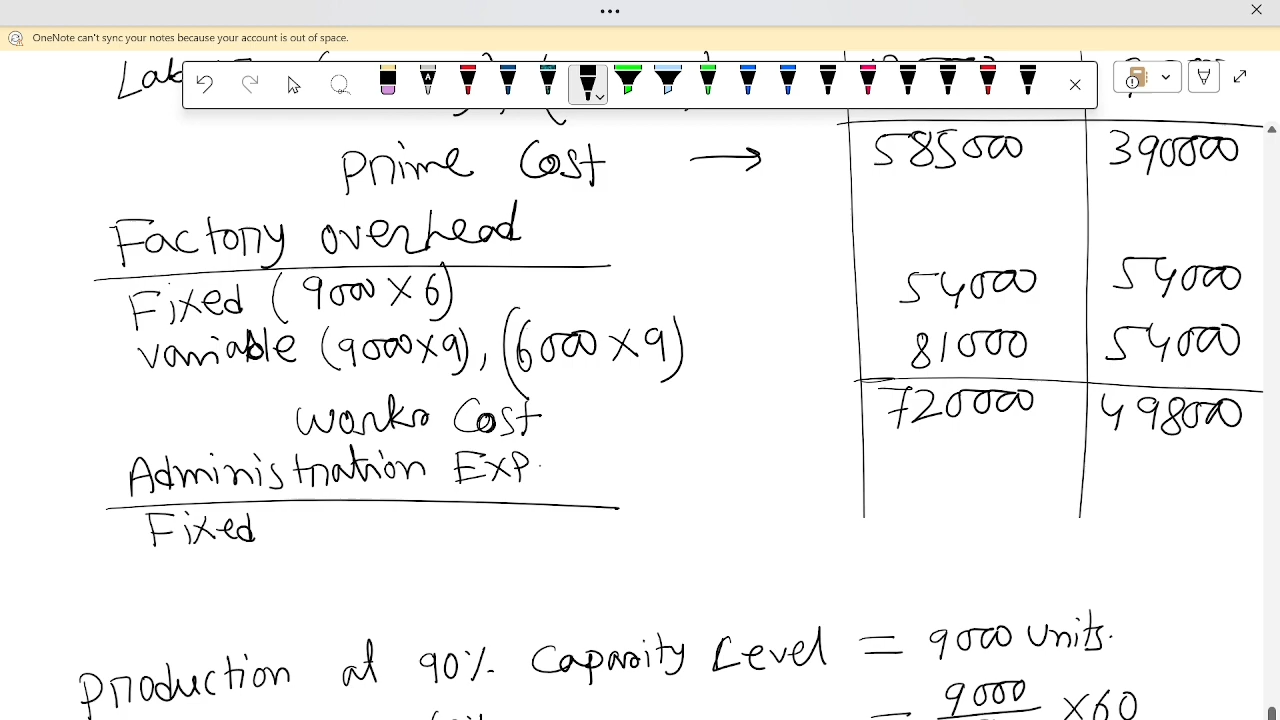 OneNote can't sync your notes because your account is out of space.
Prime Cost → 585000 390000
Factory overhead
Fixed (9000 × 6) 54000 54000
variable (9000×9), (6000 × 9) 81000 54000
works Cost 720000 498000
Administration Exp.
Fixed
Production at 90% Capacity Level = 9000 units.
= 9000 ×60